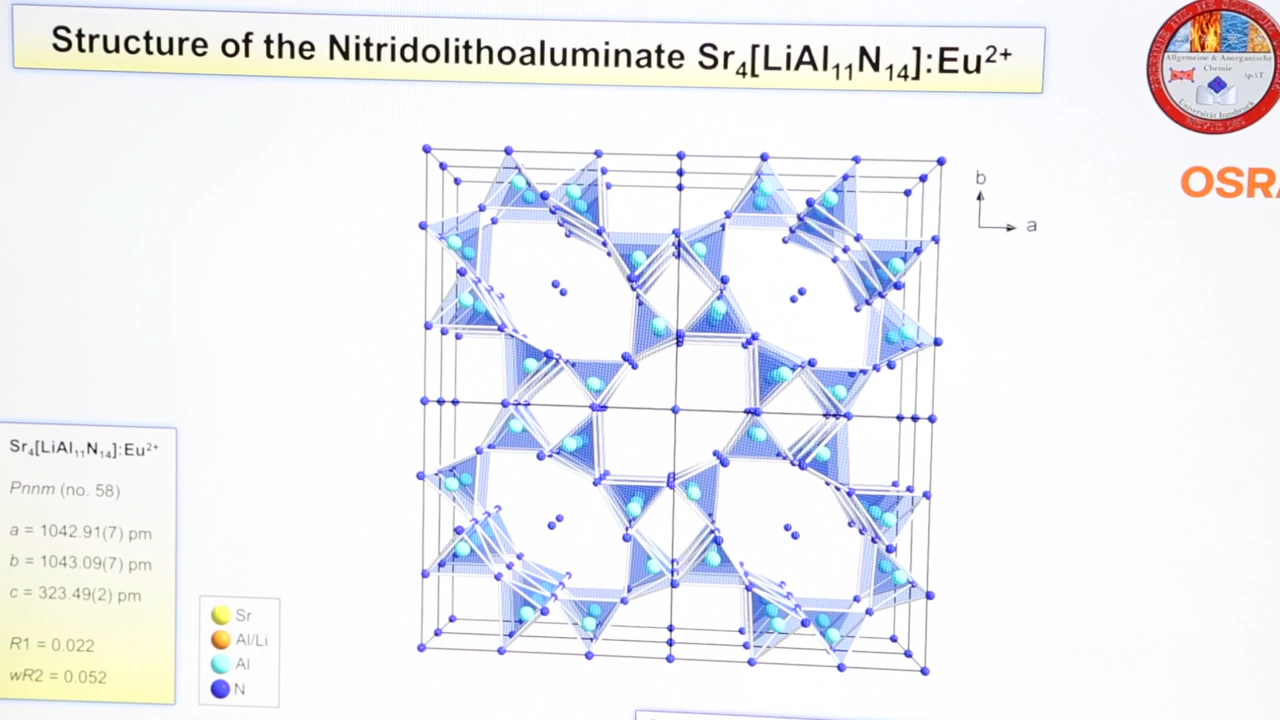 Structure of the Nitridolithoaluminate Sr₄[LiAl₁₁N₁₄]:Eu²⁺
Allgemeine & Anorganische
Chemie
ΔpΔT
Universität Innsbruck
OSRA
b
a
Sr₄[LiAl₁₁N₁₄]:Eu²⁺
Pnnm (no. 58)
a = 1042.91(7) pm
b = 1043.09(7) pm
c = 323.49(2) pm
R1 = 0.022
wR2 = 0.052
Sr
Al/Li
Al
N